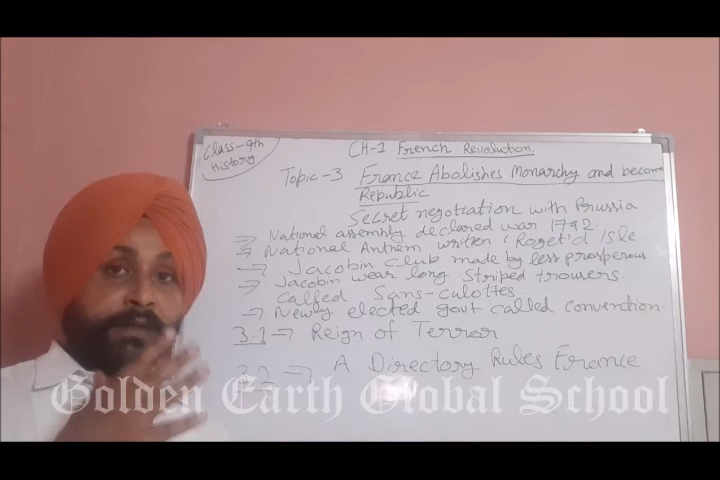 Class-9th
History
CH-1 French Revolution
Topic-3 France Abolishes Monarchy and become
Republic
Secret negotiation with Prussia
→ National assembly declared war 1792.
→ National Anthem written Roget'd Isle
→ Jacobin Club made by less prosperous
→ Jacobin wear long Striped trousers
called Sans-culottes.
→ Newly elected govt called convention.
3.1 → Reign of Terror
3.2 → A Directory Rules France
Golden Earth Global School